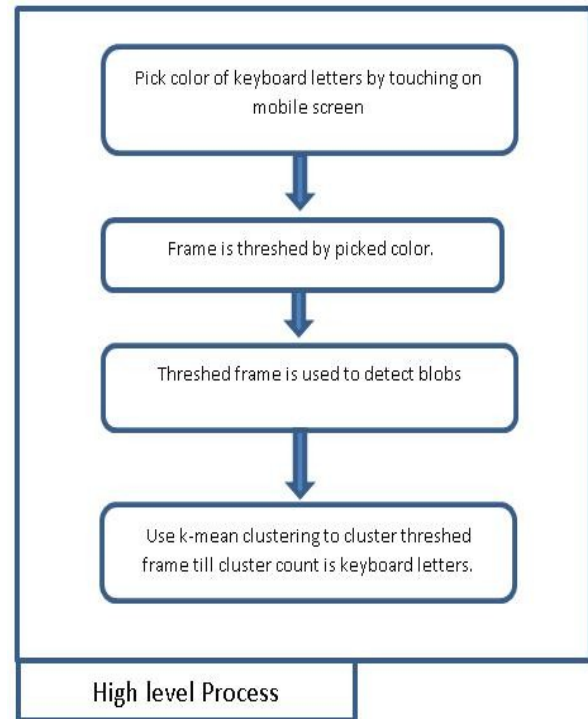 Pick color of keyboard letters by touching on
mobile screen
Frame is threshed by picked color.
Threshed frame is used to detect blobs
Use k-mean clustering to cluster threshed
frame till cluster count is keyboard letters.
High level Process